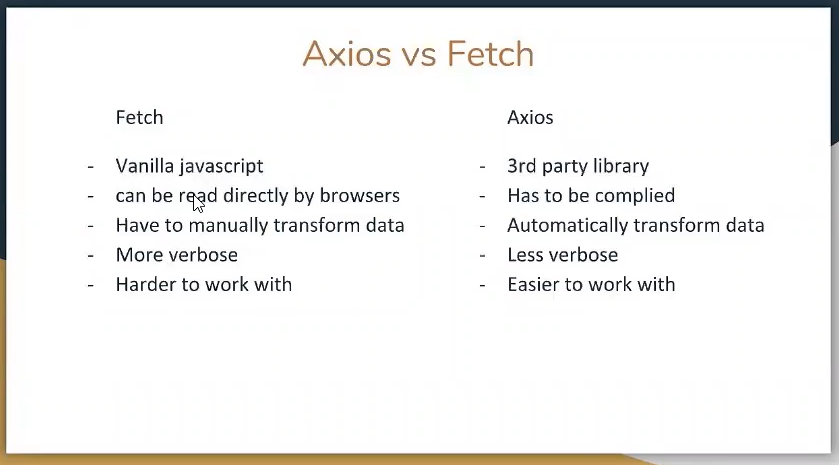 Axios vs Fetch
Fetch
- Vanilla javascript
- can be read directly by browsers
- Have to manually transform data
- More verbose
- Harder to work with
Axios
- 3rd party library
- Has to be complied
- Automatically transform data
- Less verbose
- Easier to work with